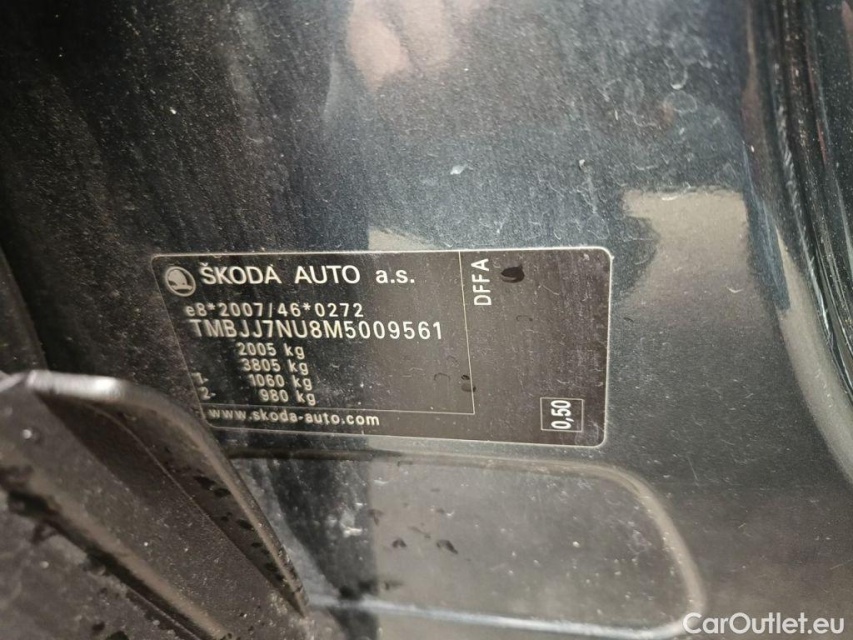 ŠKODA AUTO a.s.
e8*2007/46*0272
TMBJJ7NU8M5009561
2005 kg
3805 kg
1- 1060 kg
2- 980 kg
www.skoda-auto.com
DFFA
0,50
CarOutlet.eu